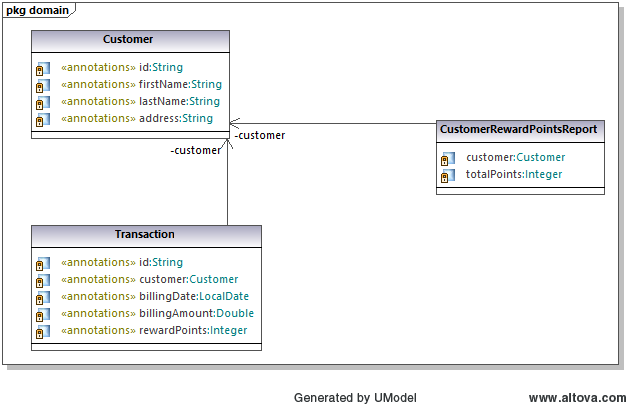 pkg domain
Customer
«annotations» id:String
«annotations» firstName:String
«annotations» lastName:String
«annotations» address:String
-customer
-customer
CustomerRewardPointsReport
customer:Customer
totalPoints:Integer
Transaction
«annotations» id:String
«annotations» customer:Customer
«annotations» billingDate:LocalDate
«annotations» billingAmount:Double
«annotations» rewardPoints:Integer
Generated by UModel
www.altova.com